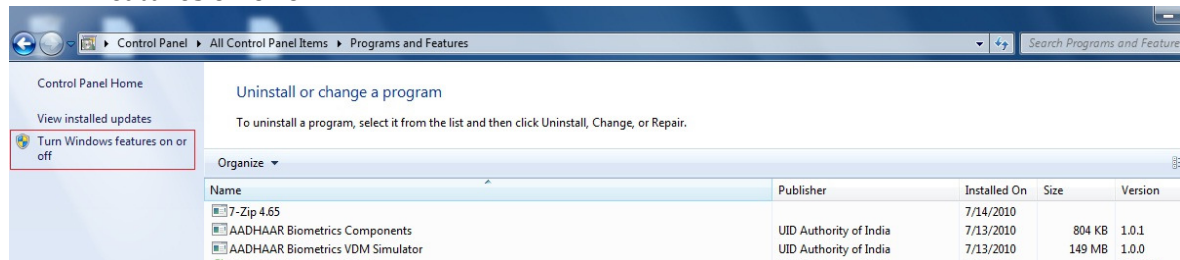 Control Panel ▸ All Control Panel Items ▸ Programs and Features
Search Programs and Feature
Control Panel Home
View installed updates
Turn Windows features on or
off
Uninstall or change a program
To uninstall a program, select it from the list and then click Uninstall, Change, or Repair.
Organize
Name Publisher Installed On Size Version
7-Zip 4.65 7/14/2010
AADHAAR Biometrics Components UID Authority of India 7/13/2010 804 KB 1.0.1
AADHAAR Biometrics VDM Simulator UID Authority of India 7/13/2010 149 MB 1.0.0